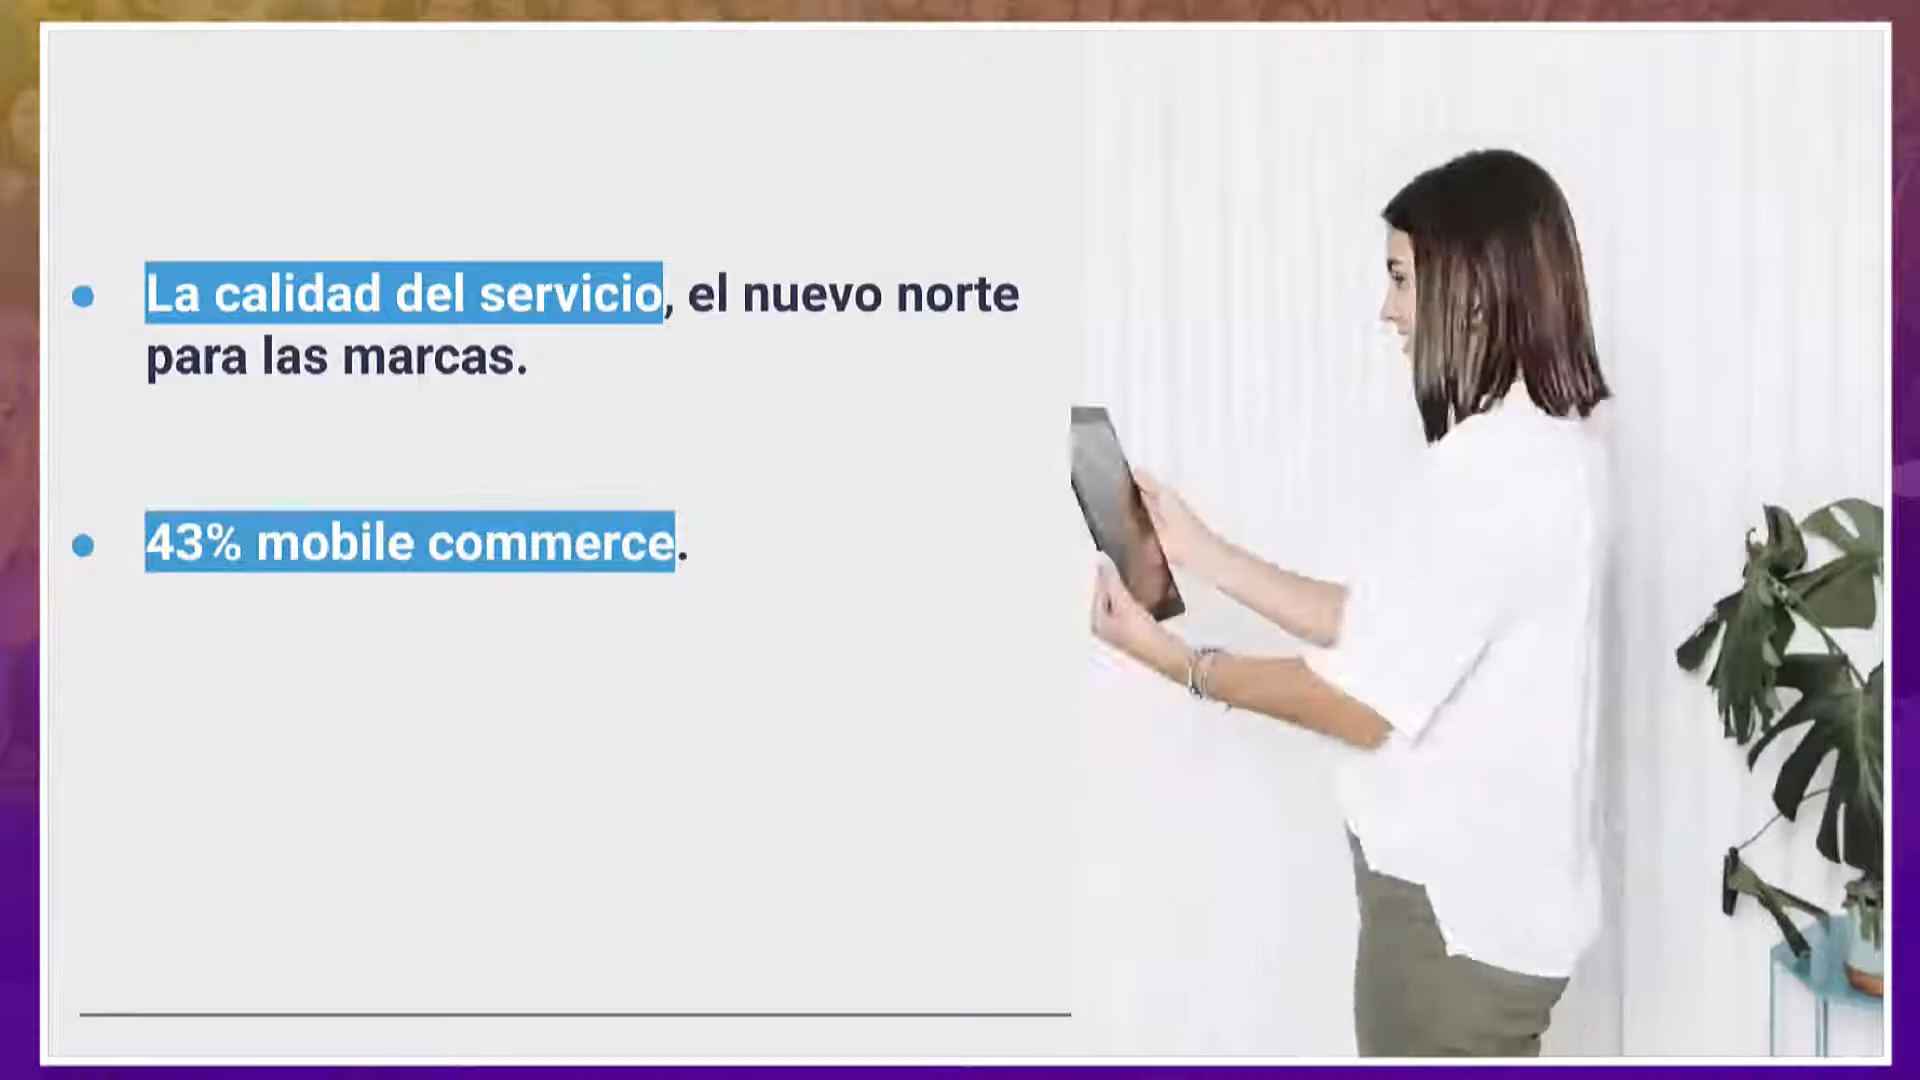 La calidad del servicio, el nuevo norte
para las marcas.
43% mobile commerce.